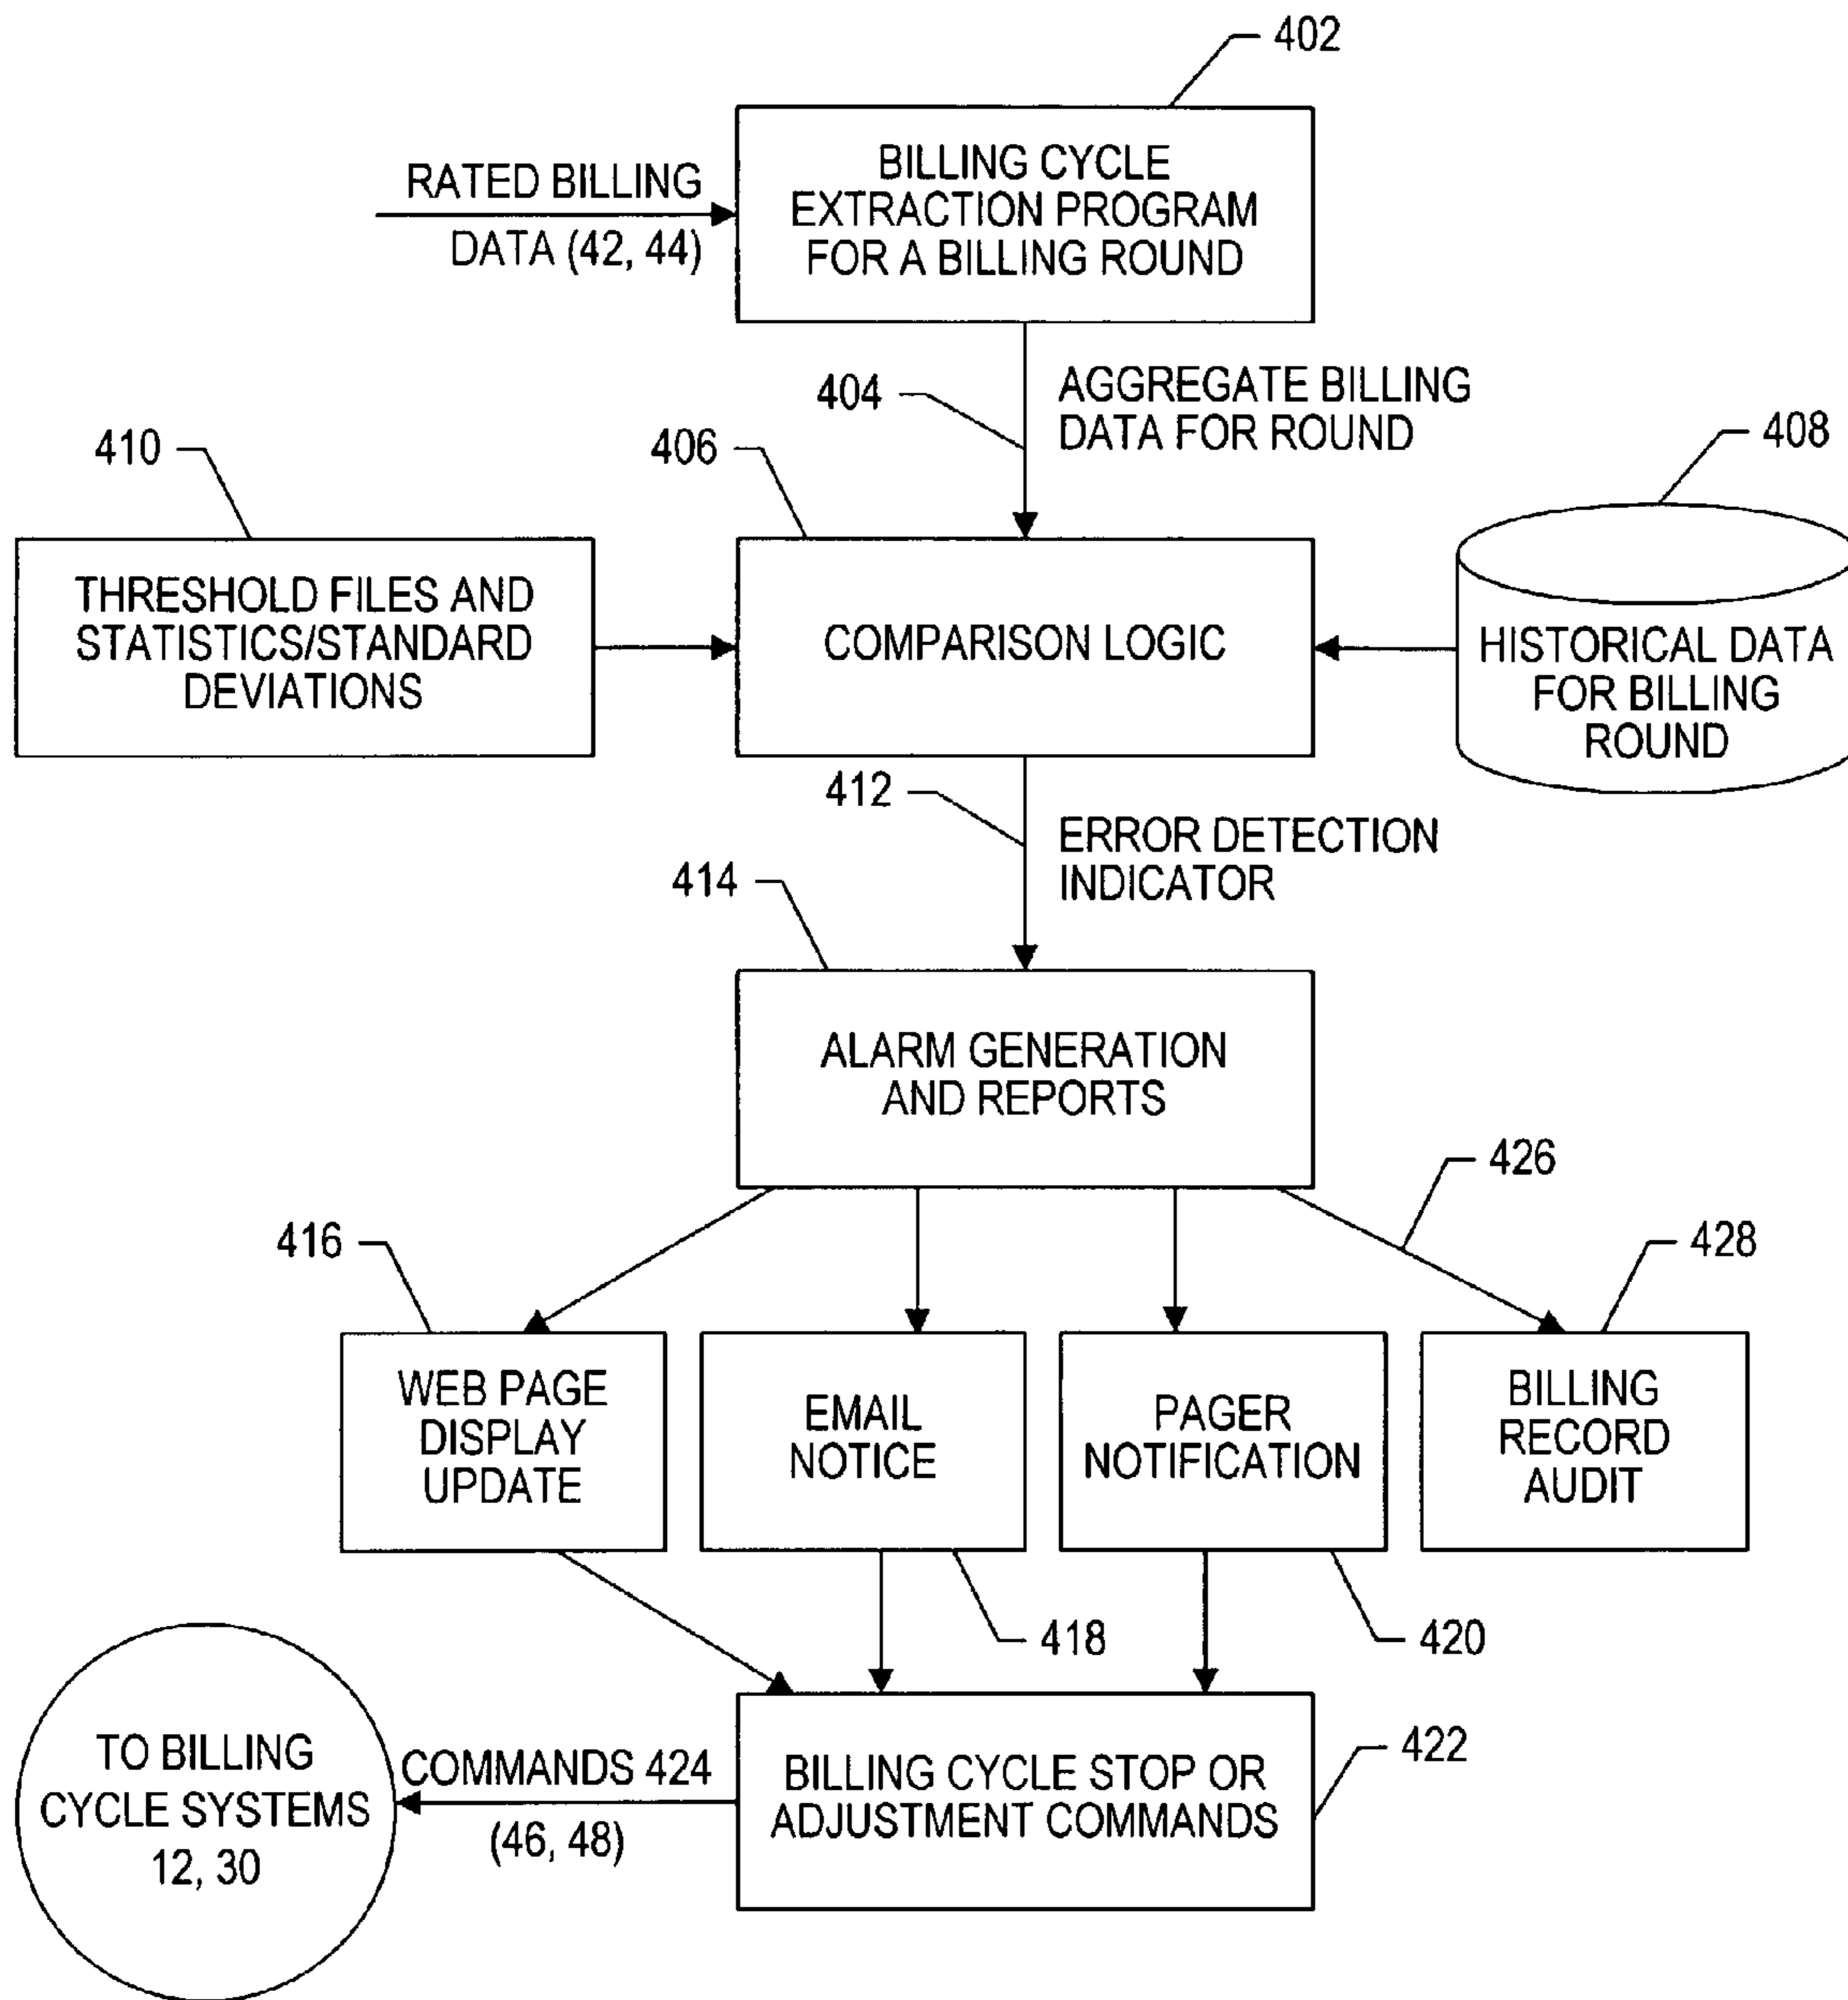 402
BILLING CYCLE
EXTRACTION PROGRAM
FOR A BILLING ROUND
RATED BILLING
DATA (42, 44)
404
AGGREGATE BILLING
DATA FOR ROUND
410
406
408
THRESHOLD FILES AND
STATISTICS/STANDARD
DEVIATIONS
COMPARISON LOGIC
HISTORICAL DATA
FOR BILLING
ROUND
412
ERROR DETECTION
INDICATOR
414
ALARM GENERATION
AND REPORTS
426
416
428
WEB PAGE
DISPLAY
UPDATE
EMAIL
NOTICE
PAGER
NOTIFICATION
BILLING
RECORD
AUDIT
418
420
TO BILLING
CYCLE SYSTEMS
12, 30
COMMANDS 424
(46, 48)
BILLING CYCLE STOP OR
ADJUSTMENT COMMANDS
422